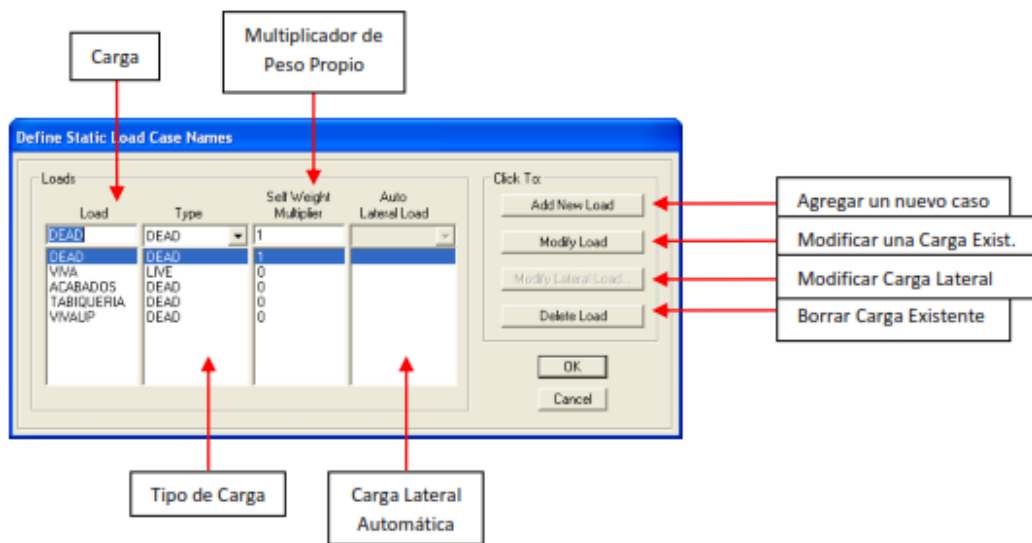 Multiplicador de
Peso Propio
Carga
Define Static Load Case Names
Loads
Click To:
Load Type Self Weight Multiplier Auto Lateral Load
DEAD DEAD 1
DEAD DEAD 1
VIVA LIVE 0
ACABADOS DEAD 0
TABIQUERIA DEAD 0
VIVAUP DEAD 0
Add New Load
Modify Load
Modify Lateral Load...
Delete Load
OK
Cancel
Agregar un nuevo caso
Modificar una Carga Exist.
Modificar Carga Lateral
Borrar Carga Existente
Tipo de Carga
Carga Lateral
Automática